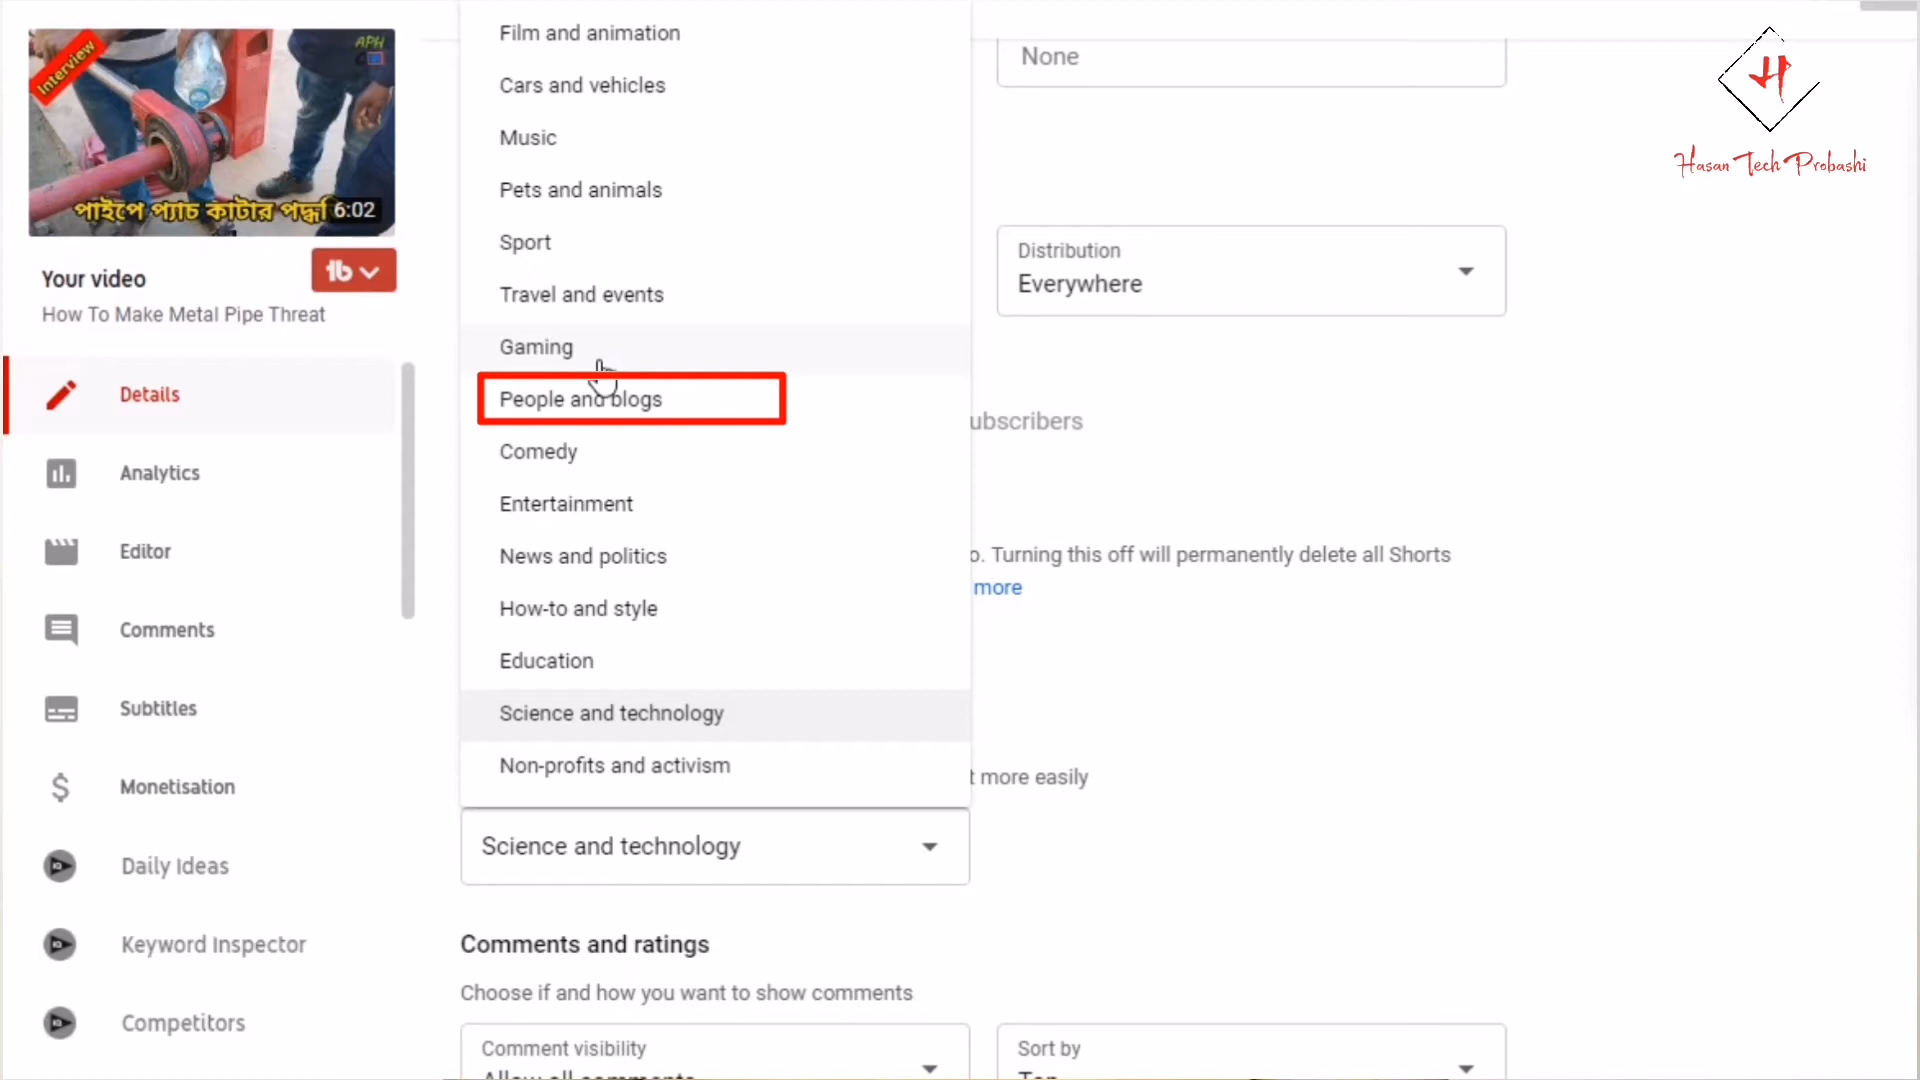 Interview
APH
পাইপে প্যাচ কাটার পদ্ধতি
6:02
Your video
How To Make Metal Pipe Threat
Details
Analytics
Editor
Comments
Subtitles
Monetisation
Daily Ideas
Keyword Inspector
Competitors
Film and animation
Cars and vehicles
Music
Pets and animals
Sport
Travel and events
Gaming
People and blogs
Comedy
Entertainment
News and politics
How-to and style
Education
Science and technology
Non-profits and activism
Science and technology
Comments and ratings
Choose if and how you want to show comments
Comment visibility
Allow all comments
None
Distribution
Everywhere
ubscribers
o. Turning this off will permanently delete all Shorts
more
t more easily
Sort by
Top
H
Hasan Tech Probashi